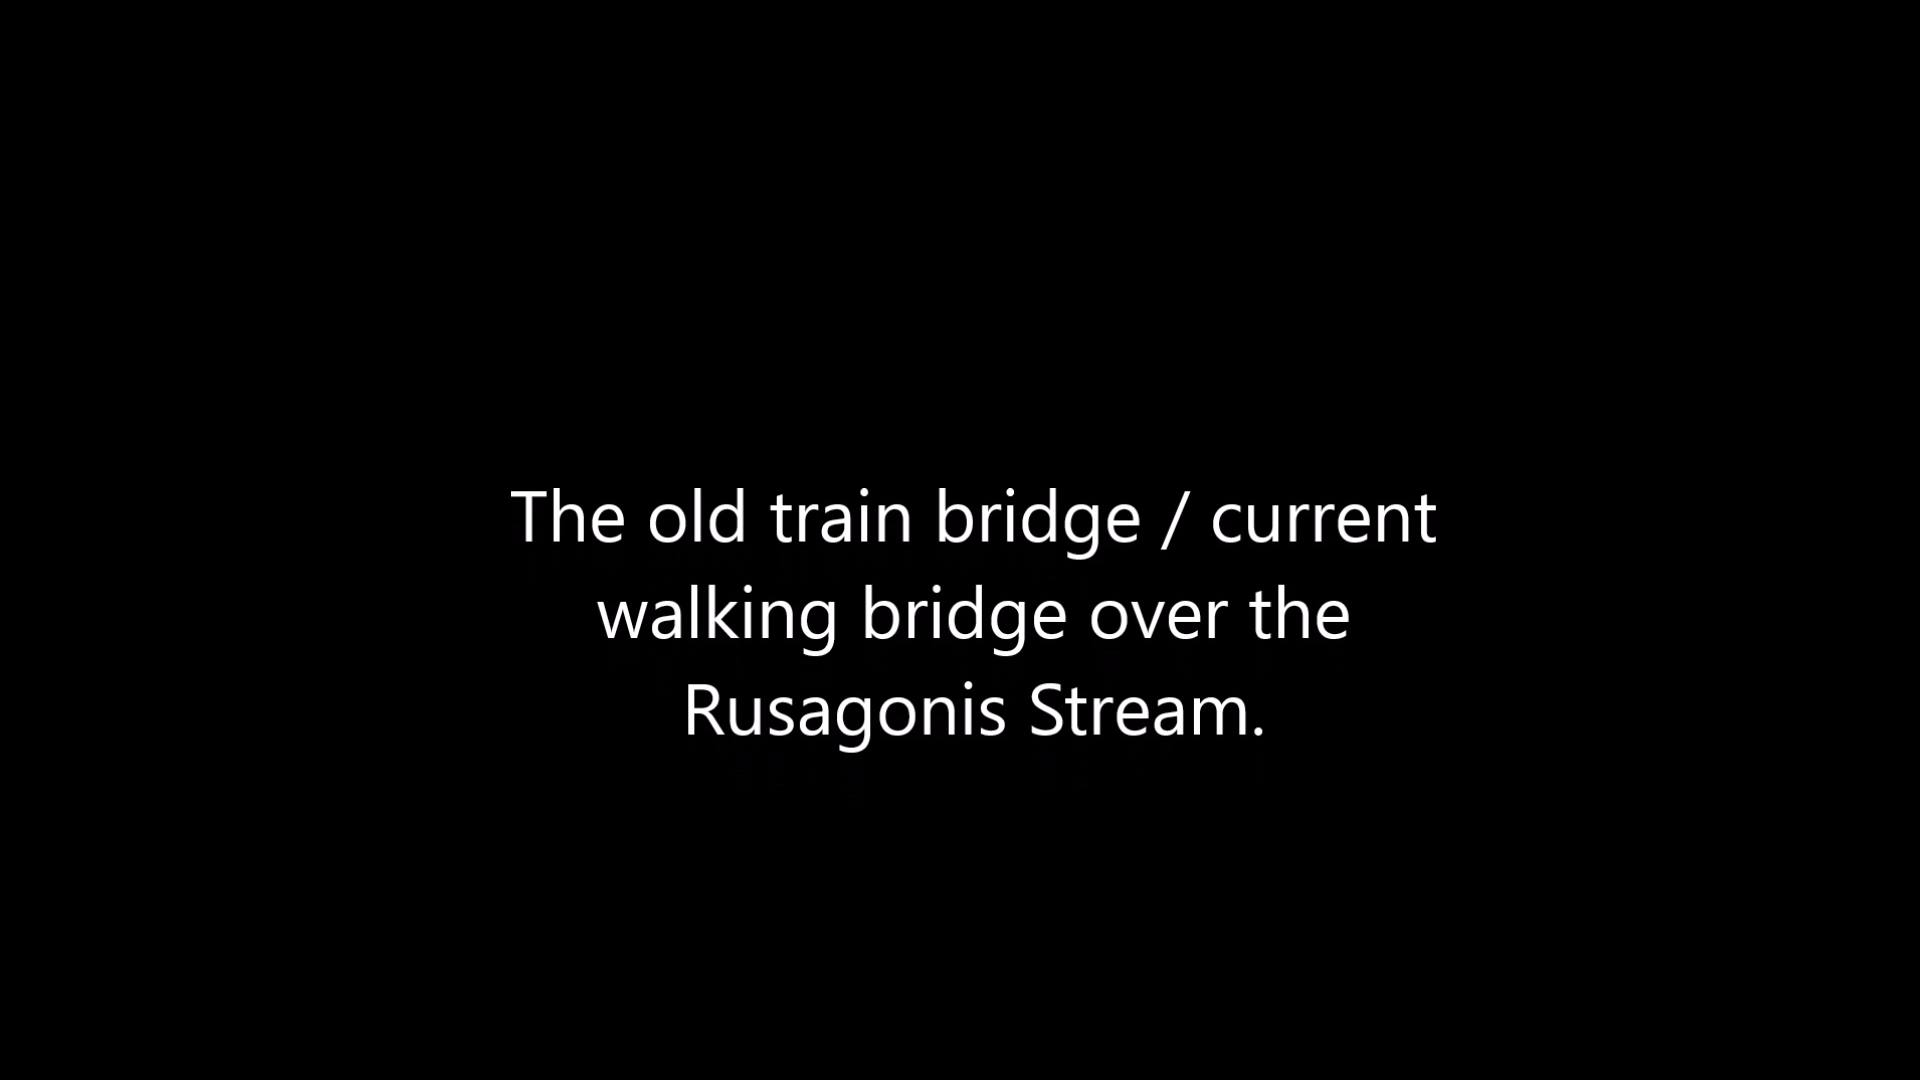 The old train bridge / current
walking bridge over the
Rusagonis Stream.